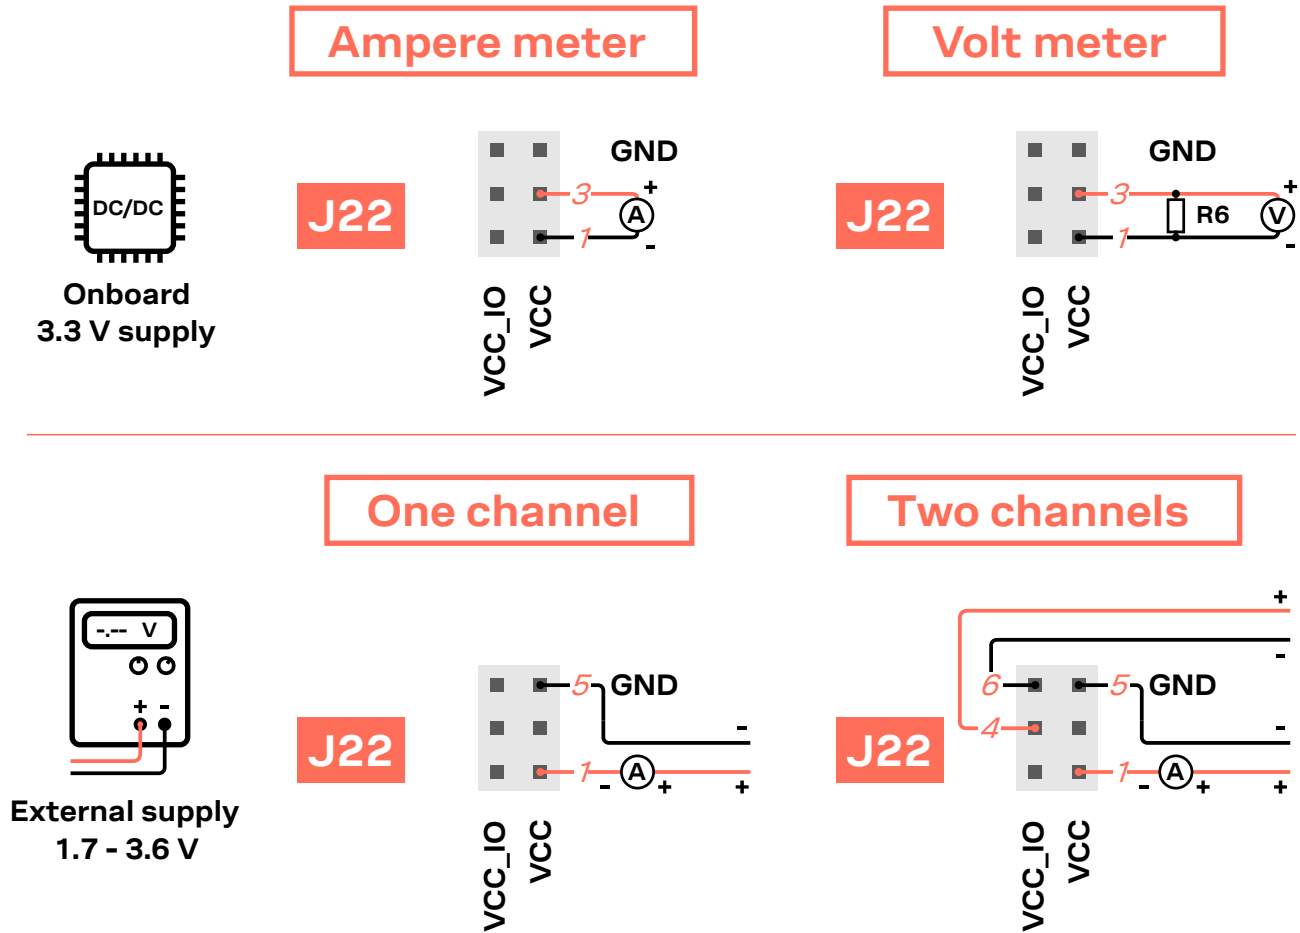 Ampere meter
Volt meter
DC/DC
Onboard
3.3 V supply
J22
GND
3
+
A
1
-
VCC_IO
VCC
J22
GND
3
+
R6
V
1
-
VCC_IO
VCC
One channel
Two channels
-.-- V
+ -
External supply
1.7 - 3.6 V
J22
5
GND
-
1
A
- +
+
VCC_IO
VCC
+
-
6
5
GND
J22
4
-
1
A
- +
+
VCC_IO
VCC